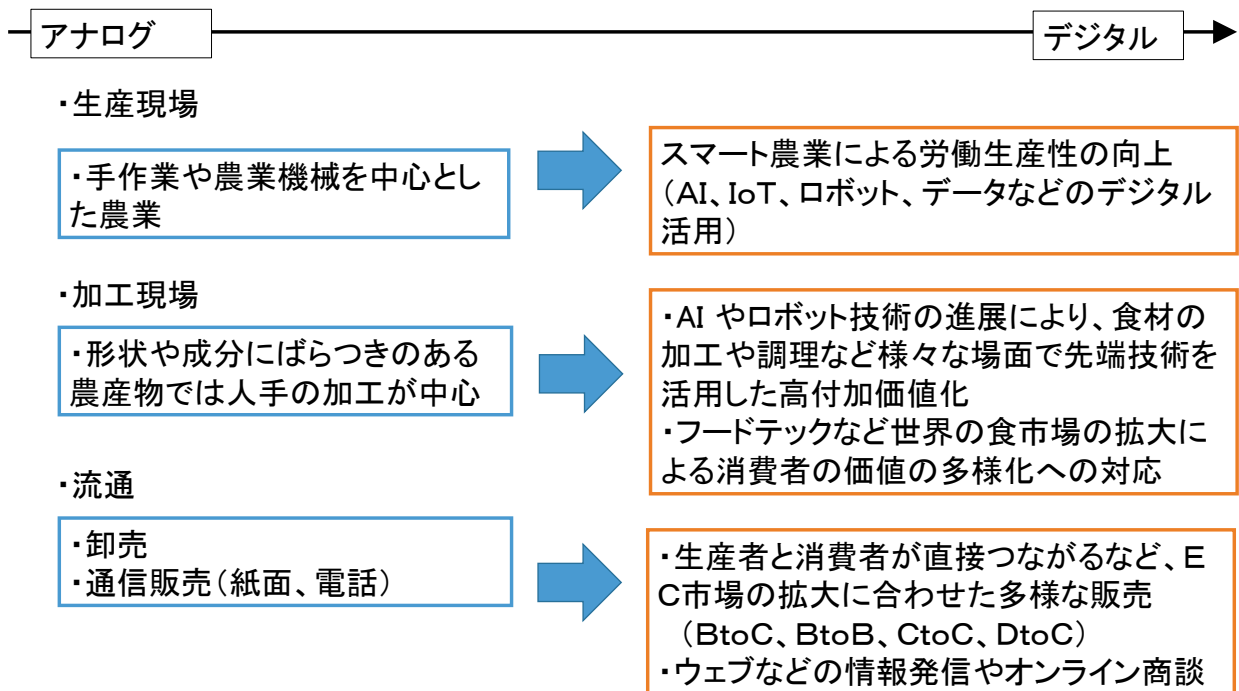 アナログ
デジタル
・生産現場
・手作業や農業機械を中心とし
た農業
スマート農業による労働生産性の向上
（AI、IoT、ロボット、データなどのデジタル
活用）
・加工現場
・形状や成分にばらつきのある
農産物では人手の加工が中心
・AI やロボット技術の進展により、食材の
加工や調理など様々な場面で先端技術を
活用した高付加価値化
・フードテックなど世界の食市場の拡大に
よる消費者の価値の多様化への対応
・流通
・卸売
・通信販売（紙面、電話）
・生産者と消費者が直接つながるなど、Ｅ
Ｃ市場の拡大に合わせた多様な販売
（ＢtoＣ、ＢtoＢ、ＣtoＣ、ＤtoＣ）
・ウェブなどの情報発信やオンライン商談